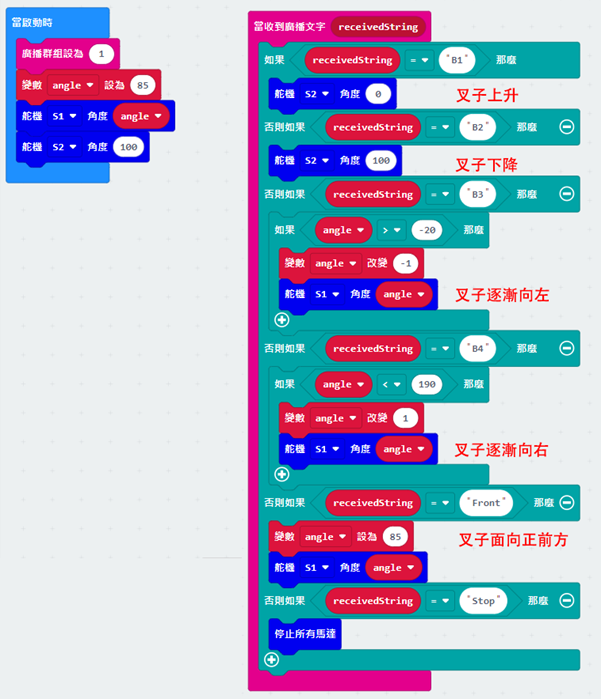 當啟動時
廣播群組設為 1
變數 angle 設為 85
舵機 S1 角度 angle
舵機 S2 角度 100
當收到廣播文字 receivedString
如果 receivedString = "B1" 那麼
舵機 S2 角度 0 叉子上升
否則如果 receivedString = "B2" 那麼
舵機 S2 角度 100 叉子下降
否則如果 receivedString = "B3" 那麼
如果 angle > -20 那麼
變數 angle 改變 -1
舵機 S1 角度 angle 叉子逐漸向左
否則如果 receivedString = "B4" 那麼
如果 angle < 190 那麼
變數 angle 改變 1
舵機 S1 角度 angle 叉子逐漸向右
否則如果 receivedString = "Front" 那麼
變數 angle 設為 85 叉子面向正前方
舵機 S1 角度 angle
否則如果 receivedString = "Stop" 那麼
停止所有馬達